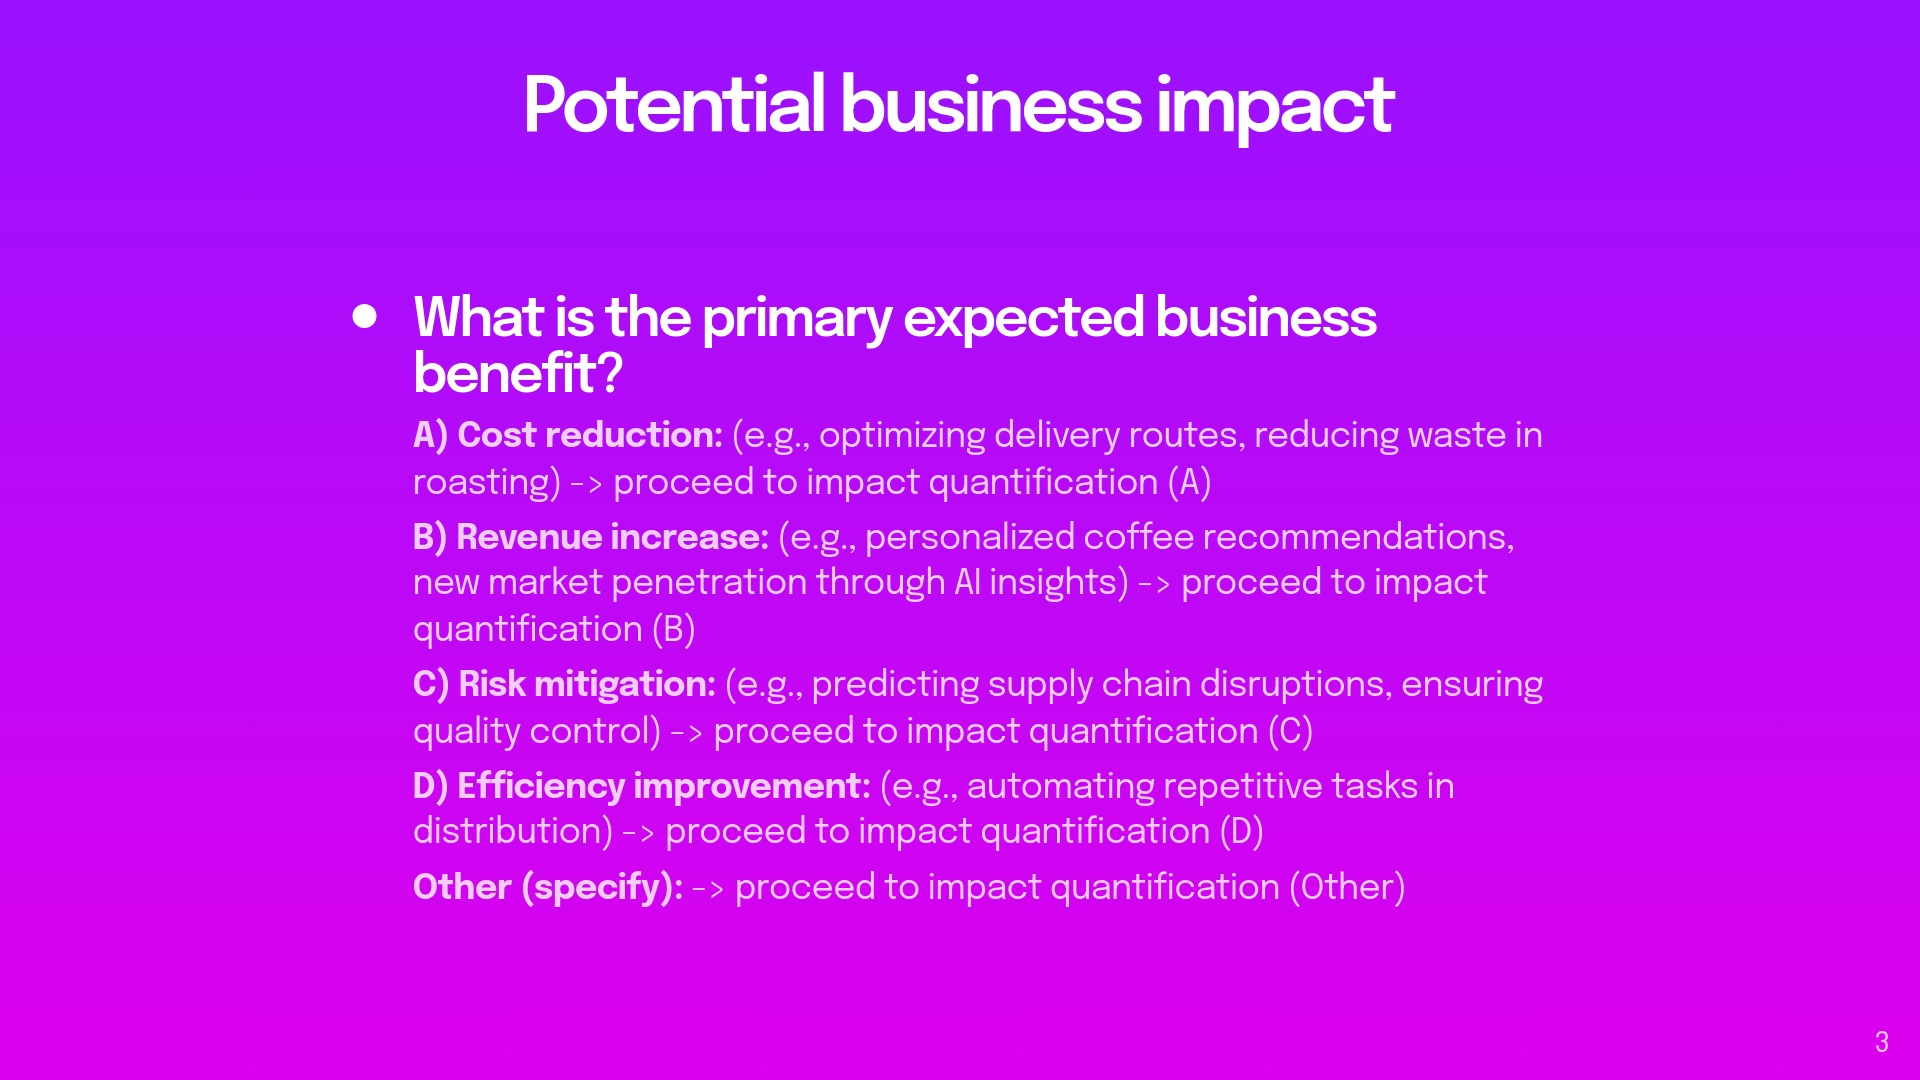 Potential business impact
● What is the primary expected business
benefit?
A) Cost reduction: (e.g., optimizing delivery routes, reducing waste in
roasting) -> proceed to impact quantification (A)
B) Revenue increase: (e.g., personalized coffee recommendations,
new market penetration through AI insights) -> proceed to impact
quantification (B)
C) Risk mitigation: (e.g., predicting supply chain disruptions, ensuring
quality control) -> proceed to impact quantification (C)
D) Efficiency improvement: (e.g., automating repetitive tasks in
distribution) -> proceed to impact quantification (D)
Other (specify): -> proceed to impact quantification (Other)
3